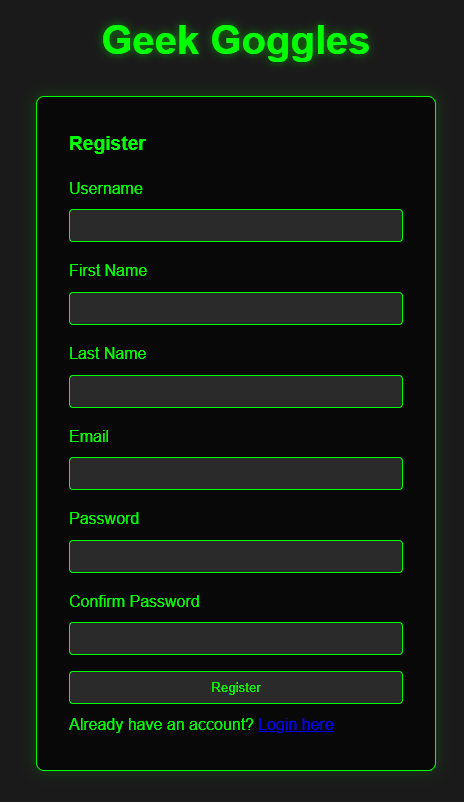 Geek Goggles
Register
Username
First Name
Last Name
Email
Password
Confirm Password
Register
Already have an account? Login here